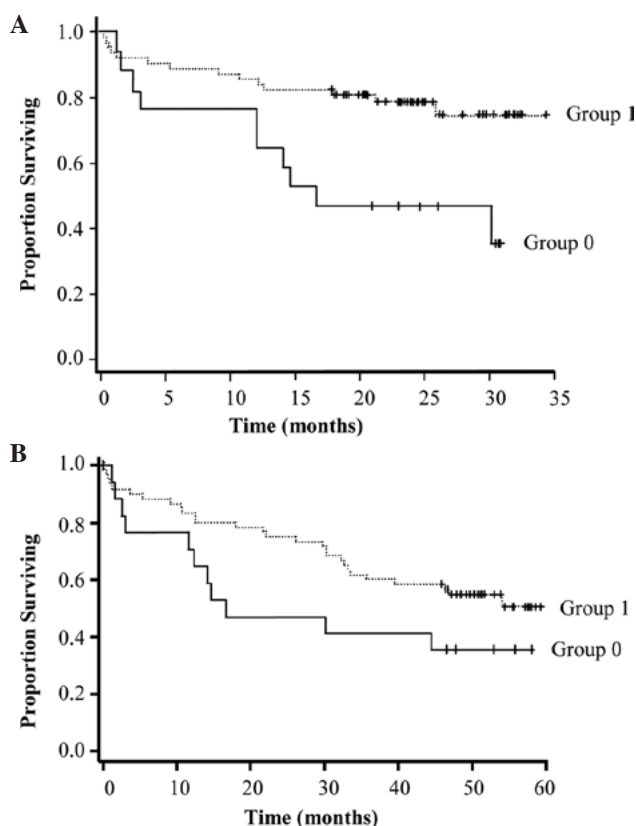 A
1.0
0.8
0.6
0.4
0.2
0.0
Proportion Surviving
Group 1
Group 0
0 5 10 15 20 25 30 35
Time (months)
B
1.0
0.8
0.6
0.4
0.2
0.0
Proportion Surviving
Group 1
Group 0
0 10 20 30 40 50 60
Time (months)